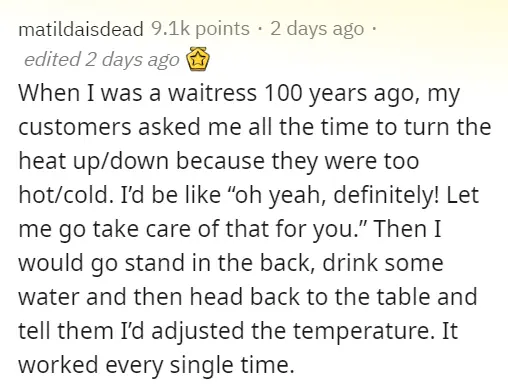 matildaisdead 9.1k points · 2 days ago ·
edited 2 days ago
When I was a waitress 100 years ago, my
customers asked me all the time to turn the
heat up/down because they were too
hot/cold. I’d be like “oh yeah, definitely! Let
me go take care of that for you.” Then I
would go stand in the back, drink some
water and then head back to the table and
tell them I’d adjusted the temperature. It
worked every single time.